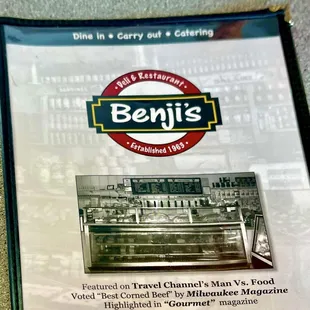 Dine in • Carry out • Catering
• Deli & Restaurant •
Benji's
• Established 1963 •
Featured on Travel Channel's Man Vs. Food
Voted "Best Corned Beef" by Milwaukee Magazine
Highlighted in "Gourmet" magazine